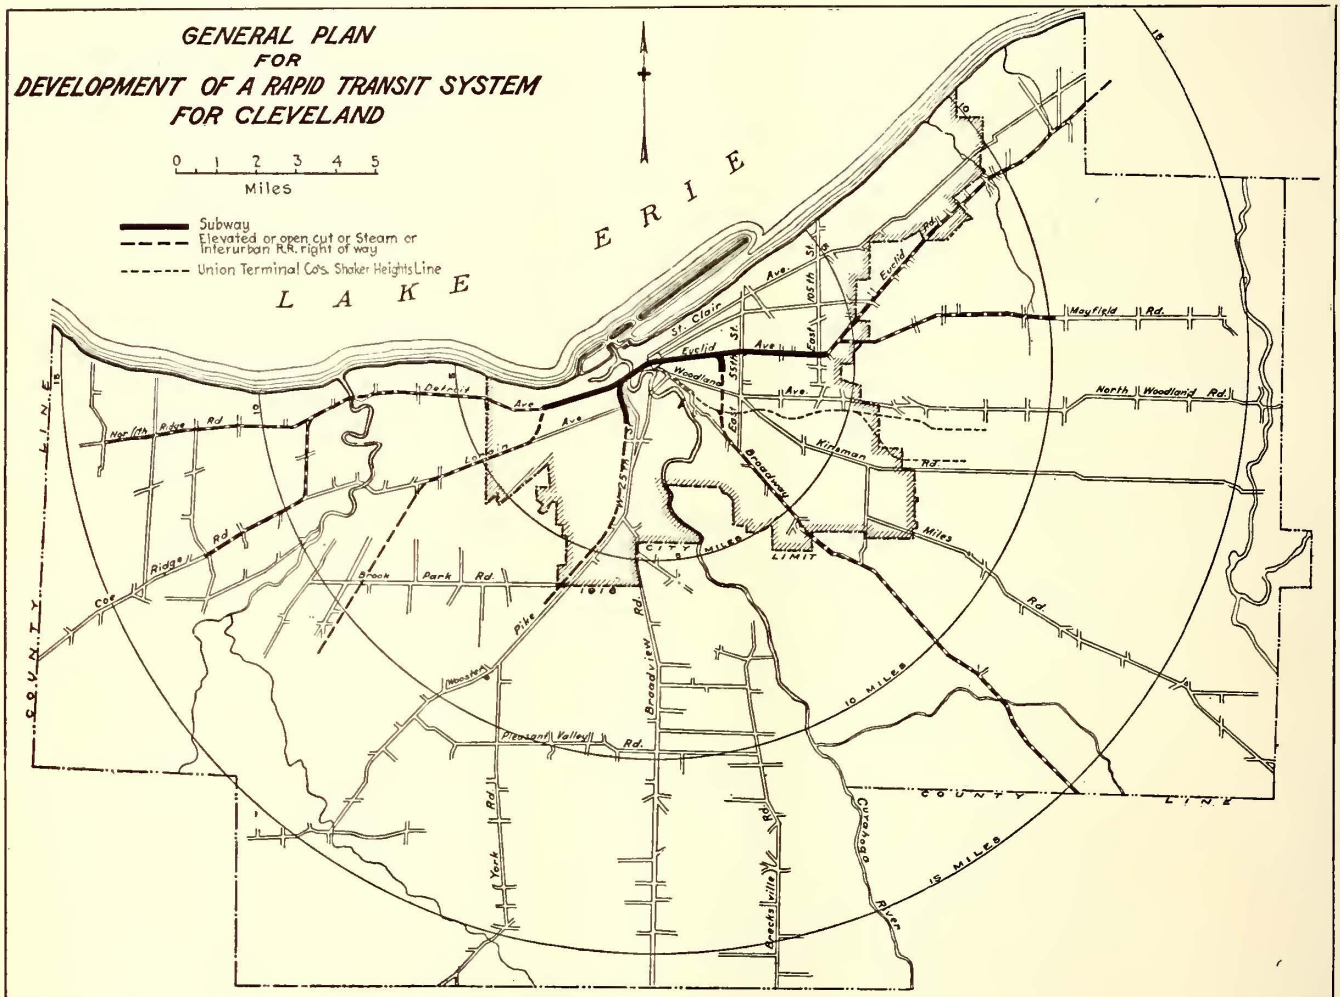 GENERAL PLAN
FOR
DEVELOPMENT OF A RAPID TRANSIT SYSTEM
FOR CLEVELAND
0 1 2 3 4 5
Miles
Subway
Elevated or open cut or Steam or
Interurban R.R. right of way
Union Terminal Co's. Shaker Heights Line
LAKE ERIE
15
10
5
St. Clair Ave.
Euclid Rd.
East 105th St.
Euclid Ave.
East 55th St.
Mayfield Rd.
Woodland Ave.
North Woodland Rd.
Kinsman Rd.
Broadway
Miles Rd.
15
10
5
Detroit Ave
North Ridge Rd
Lorain Ave
W. 25th St.
Coe Ridge Rd
Brook Park Rd.
1918
CITY LIMIT
5 MILES
Pike
Wooster
Broadview Rd.
Pleasant Valley Rd.
York Rd.
Brecksville Rd.
Cuyahoga River
10 MILES
15 MILES
COUNTY LINE
COUNTY LINE